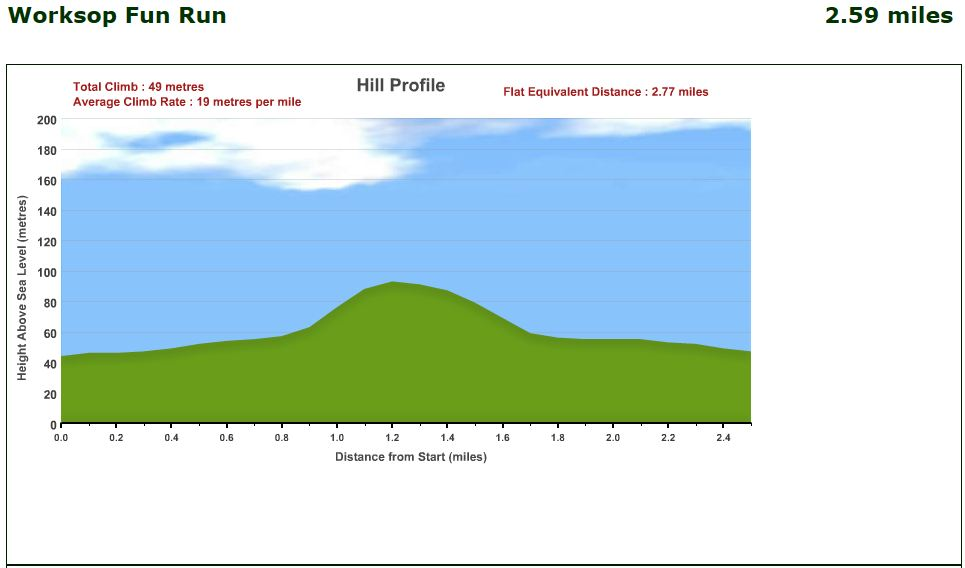 Worksop Fun Run 2.59 miles
Total Climb : 49 metres
Average Climb Rate : 19 metres per mile
Hill Profile
Flat Equivalent Distance : 2.77 miles
Height Above Sea Level (metres)
200
180
160
140
120
100
80
60
40
20
0
0.0 0.2 0.4 0.6 0.8 1.0 1.2 1.4 1.6 1.8 2.0 2.2 2.4
Distance from Start (miles)